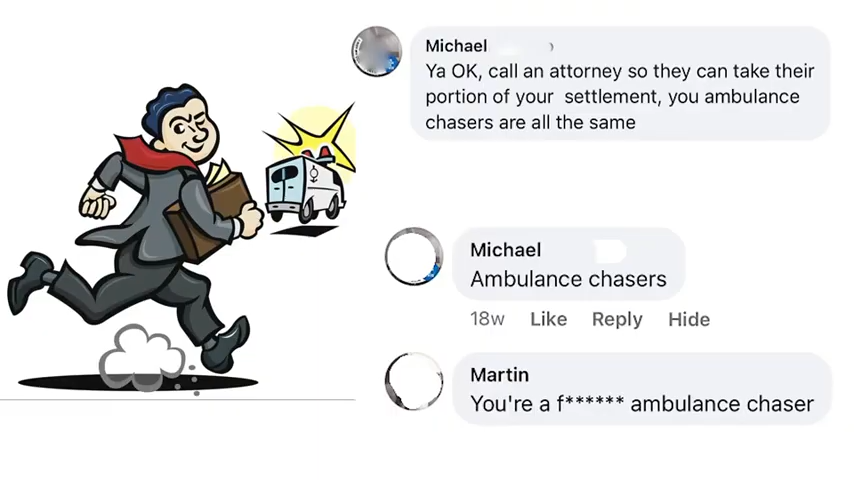 Michael
Ya OK, call an attorney so they can take their
portion of your settlement, you ambulance
chasers are all the same
Michael
Ambulance chasers
18w Like Reply Hide
Martin
You're a f****** ambulance chaser